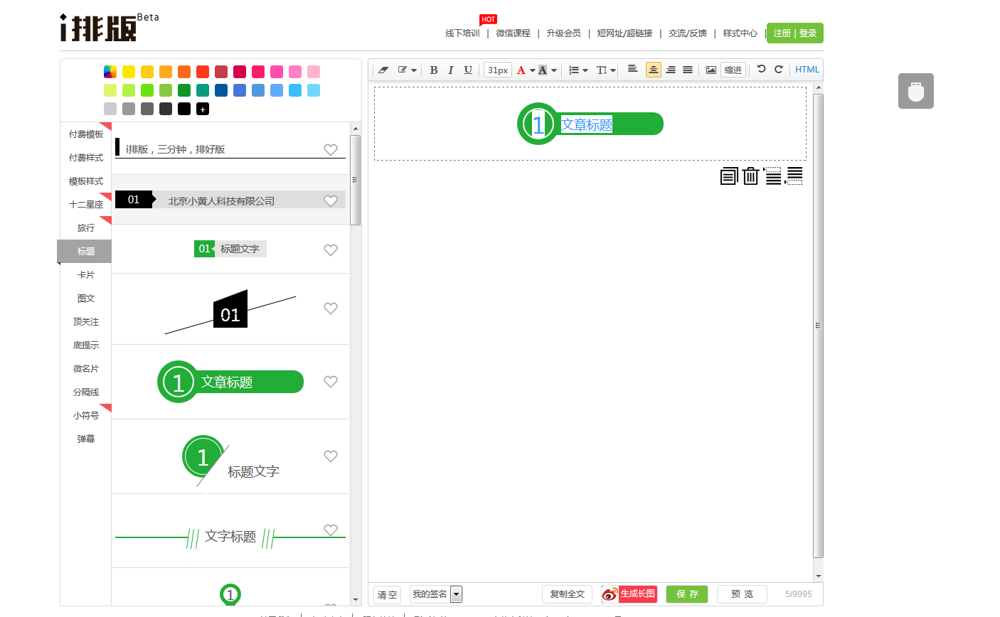 i排版 Beta
HOT
线下培训 | 微信课程 | 升级会员 | 短网址/超链接 | 交流/反馈 | 样式中心 | 注册 | 登录
B I U 31px A A T 缩进 HTML
付费模板
付费样式
模板样式
十二星座
旅行
标题
卡片
图文
顶关注
底提示
微名片
分隔线
小符号
弹幕
i排版，三分钟，排好版
01 北京小黄人科技有限公司
01 标题文字
01
1 文章标题
1 标题文字
文字标题
1
1 文章标题
清空 我的签名 复制全文 生成长图 保 存 预 览 5/9995